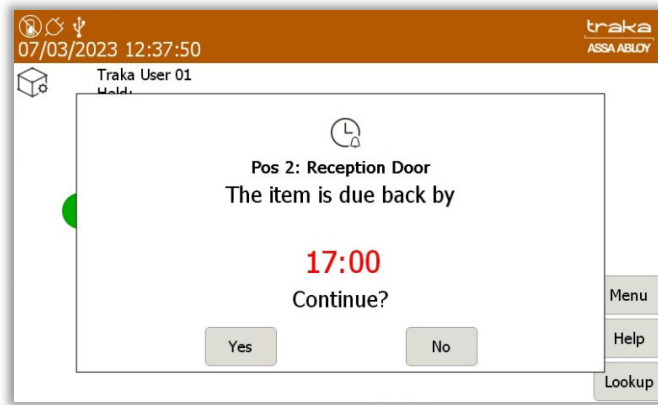 traka
07/03/2023 12:37:50
ASSA ABLOY
Traka User 01
Held:
Pos 2: Reception Door
The item is due back by
17:00
Continue?
Yes
No
Menu
Help
Lookup